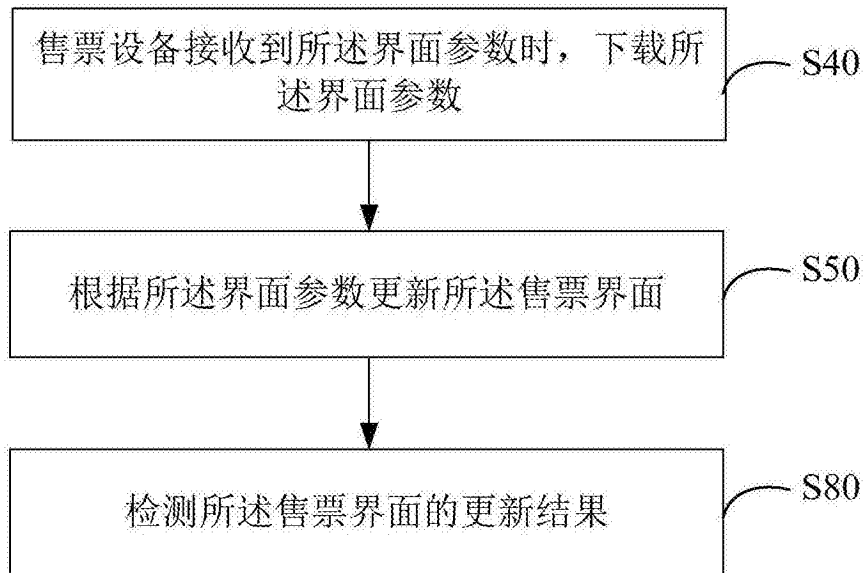 售票设备接收到所述界面参数时，下载所
述界面参数
S40
根据所述界面参数更新所述售票界面
S50
检测所述售票界面的更新结果
S80